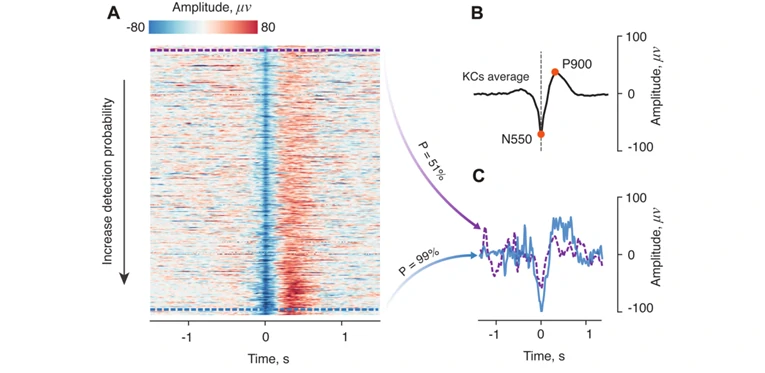 A
Amplitude, μv
-80
80
Increase detection probability
-1
0
1
Time, s
B
KCs average
P900
N550
100
0
-100
Amplitude, μv
P = 51%
P = 99%
C
100
0
-100
Amplitude, μv
-1
0
1
Time, s